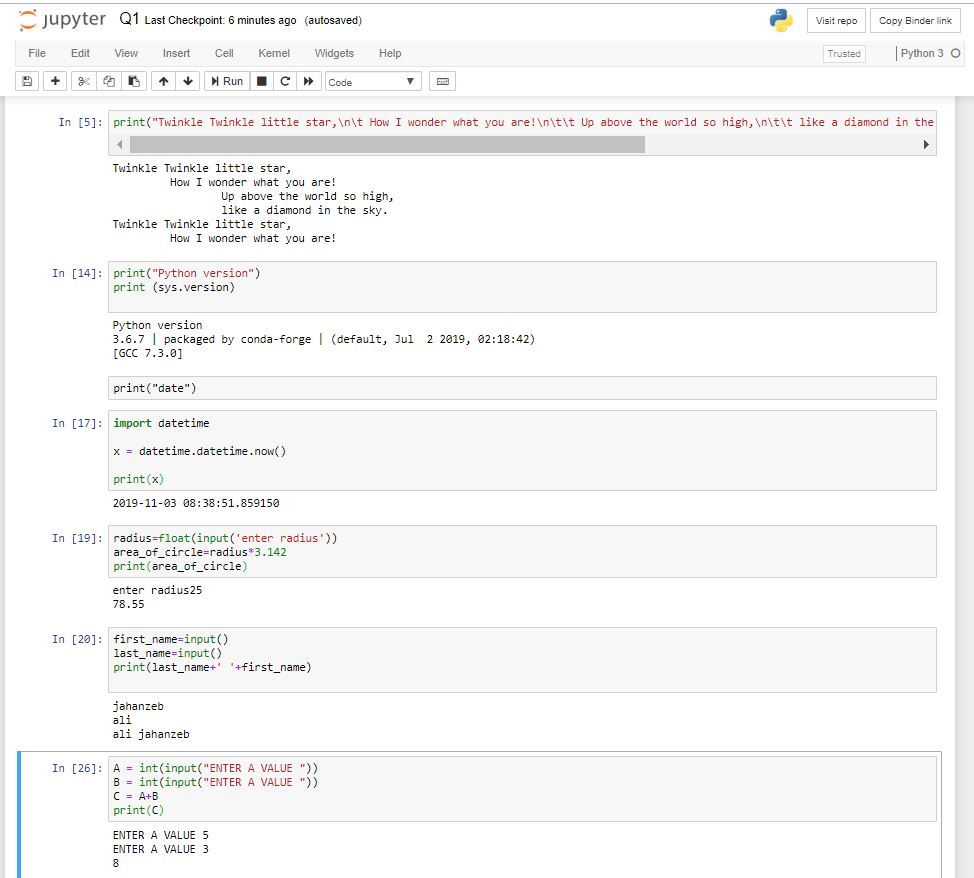 jupyter Q1 Last Checkpoint: 6 minutes ago (autosaved)
Visit repo
Copy Binder link
File Edit View Insert Cell Kernel Widgets Help
Trusted
Python 3
Run
Code
In [5]: print("Twinkle Twinkle little star,\n\t How I wonder what you are!\n\t\t Up above the world so high,\n\t\t like a diamond in the
Twinkle Twinkle little star,
How I wonder what you are!
Up above the world so high,
like a diamond in the sky.
Twinkle Twinkle little star,
How I wonder what you are!
In [14]: print("Python version")
print (sys.version)
Python version
3.6.7 | packaged by conda-forge | (default, Jul  2 2019, 02:18:42)
[GCC 7.3.0]
print("date")
In [17]: import datetime
x = datetime.datetime.now()
print(x)
2019-11-03 08:38:51.859150
In [19]: radius=float(input('enter radius'))
area_of_circle=radius*3.142
print(area_of_circle)
enter radius25
78.55
In [20]: first_name=input()
last_name=input()
print(last_name+' '+first_name)
jahanzeb
ali
ali jahanzeb
In [26]: A = int(input("ENTER A VALUE "))
B = int(input("ENTER A VALUE "))
C = A+B
print(C)
ENTER A VALUE 5
ENTER A VALUE 3
8